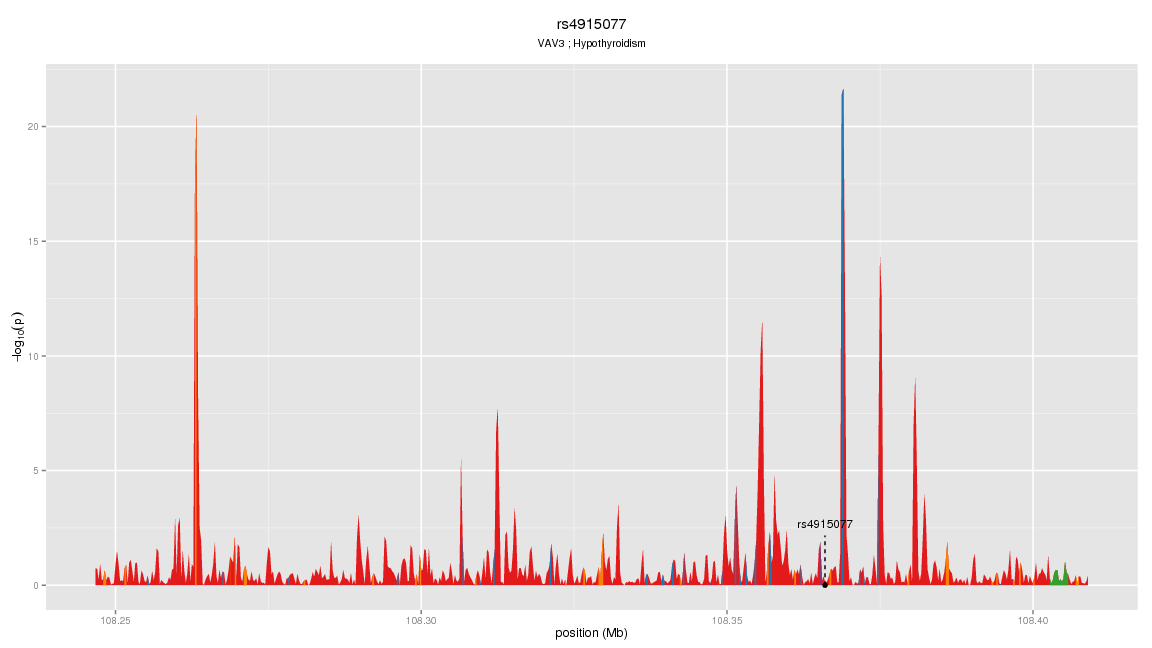 rs4915077
VAV3 ; Hypothyroidism
−log10(p)
20
15
10
5
0
rs4915077
108.25
108.30
108.35
108.40
position (Mb)